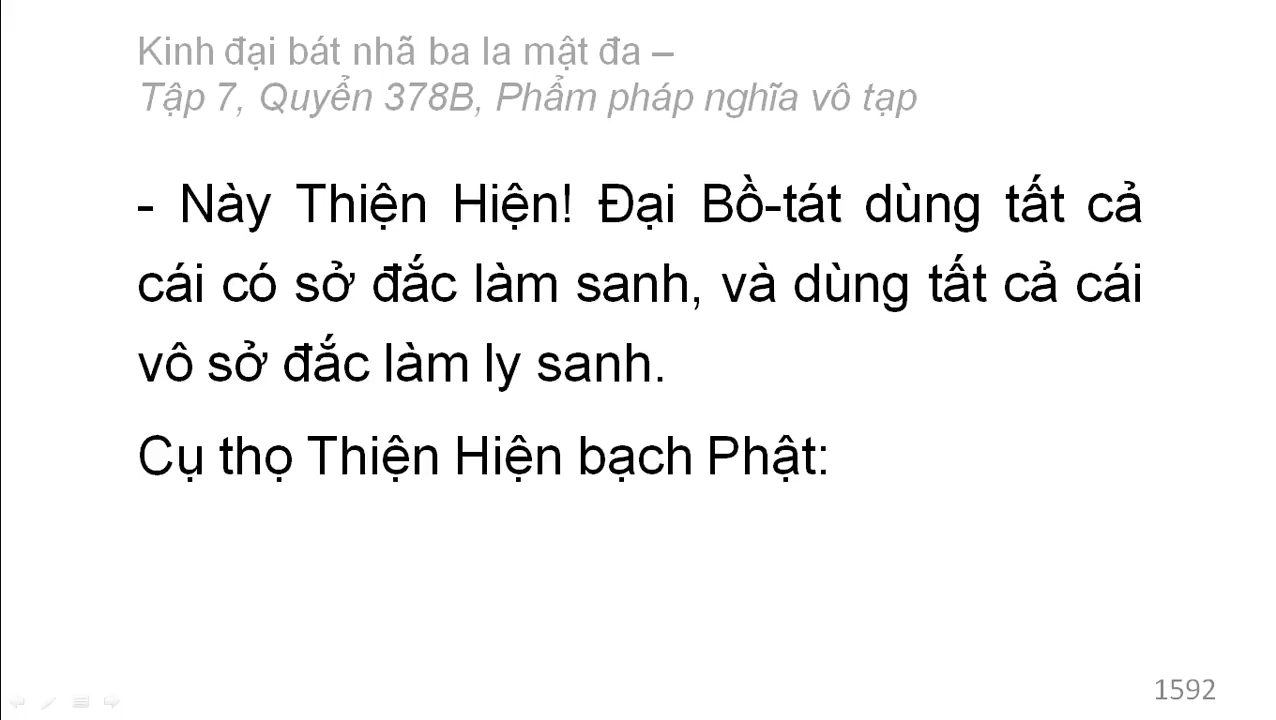 Kinh đại bát nhã ba la mật đa –
Tập 7, Quyển 378B, Phẩm pháp nghĩa vô tạp
- Này Thiện Hiện! Đại Bồ-tát dùng tất cả
cái có sở đắc làm sanh, và dùng tất cả cái
vô sở đắc làm ly sanh.
Cụ thọ Thiện Hiện bạch Phật:
1592